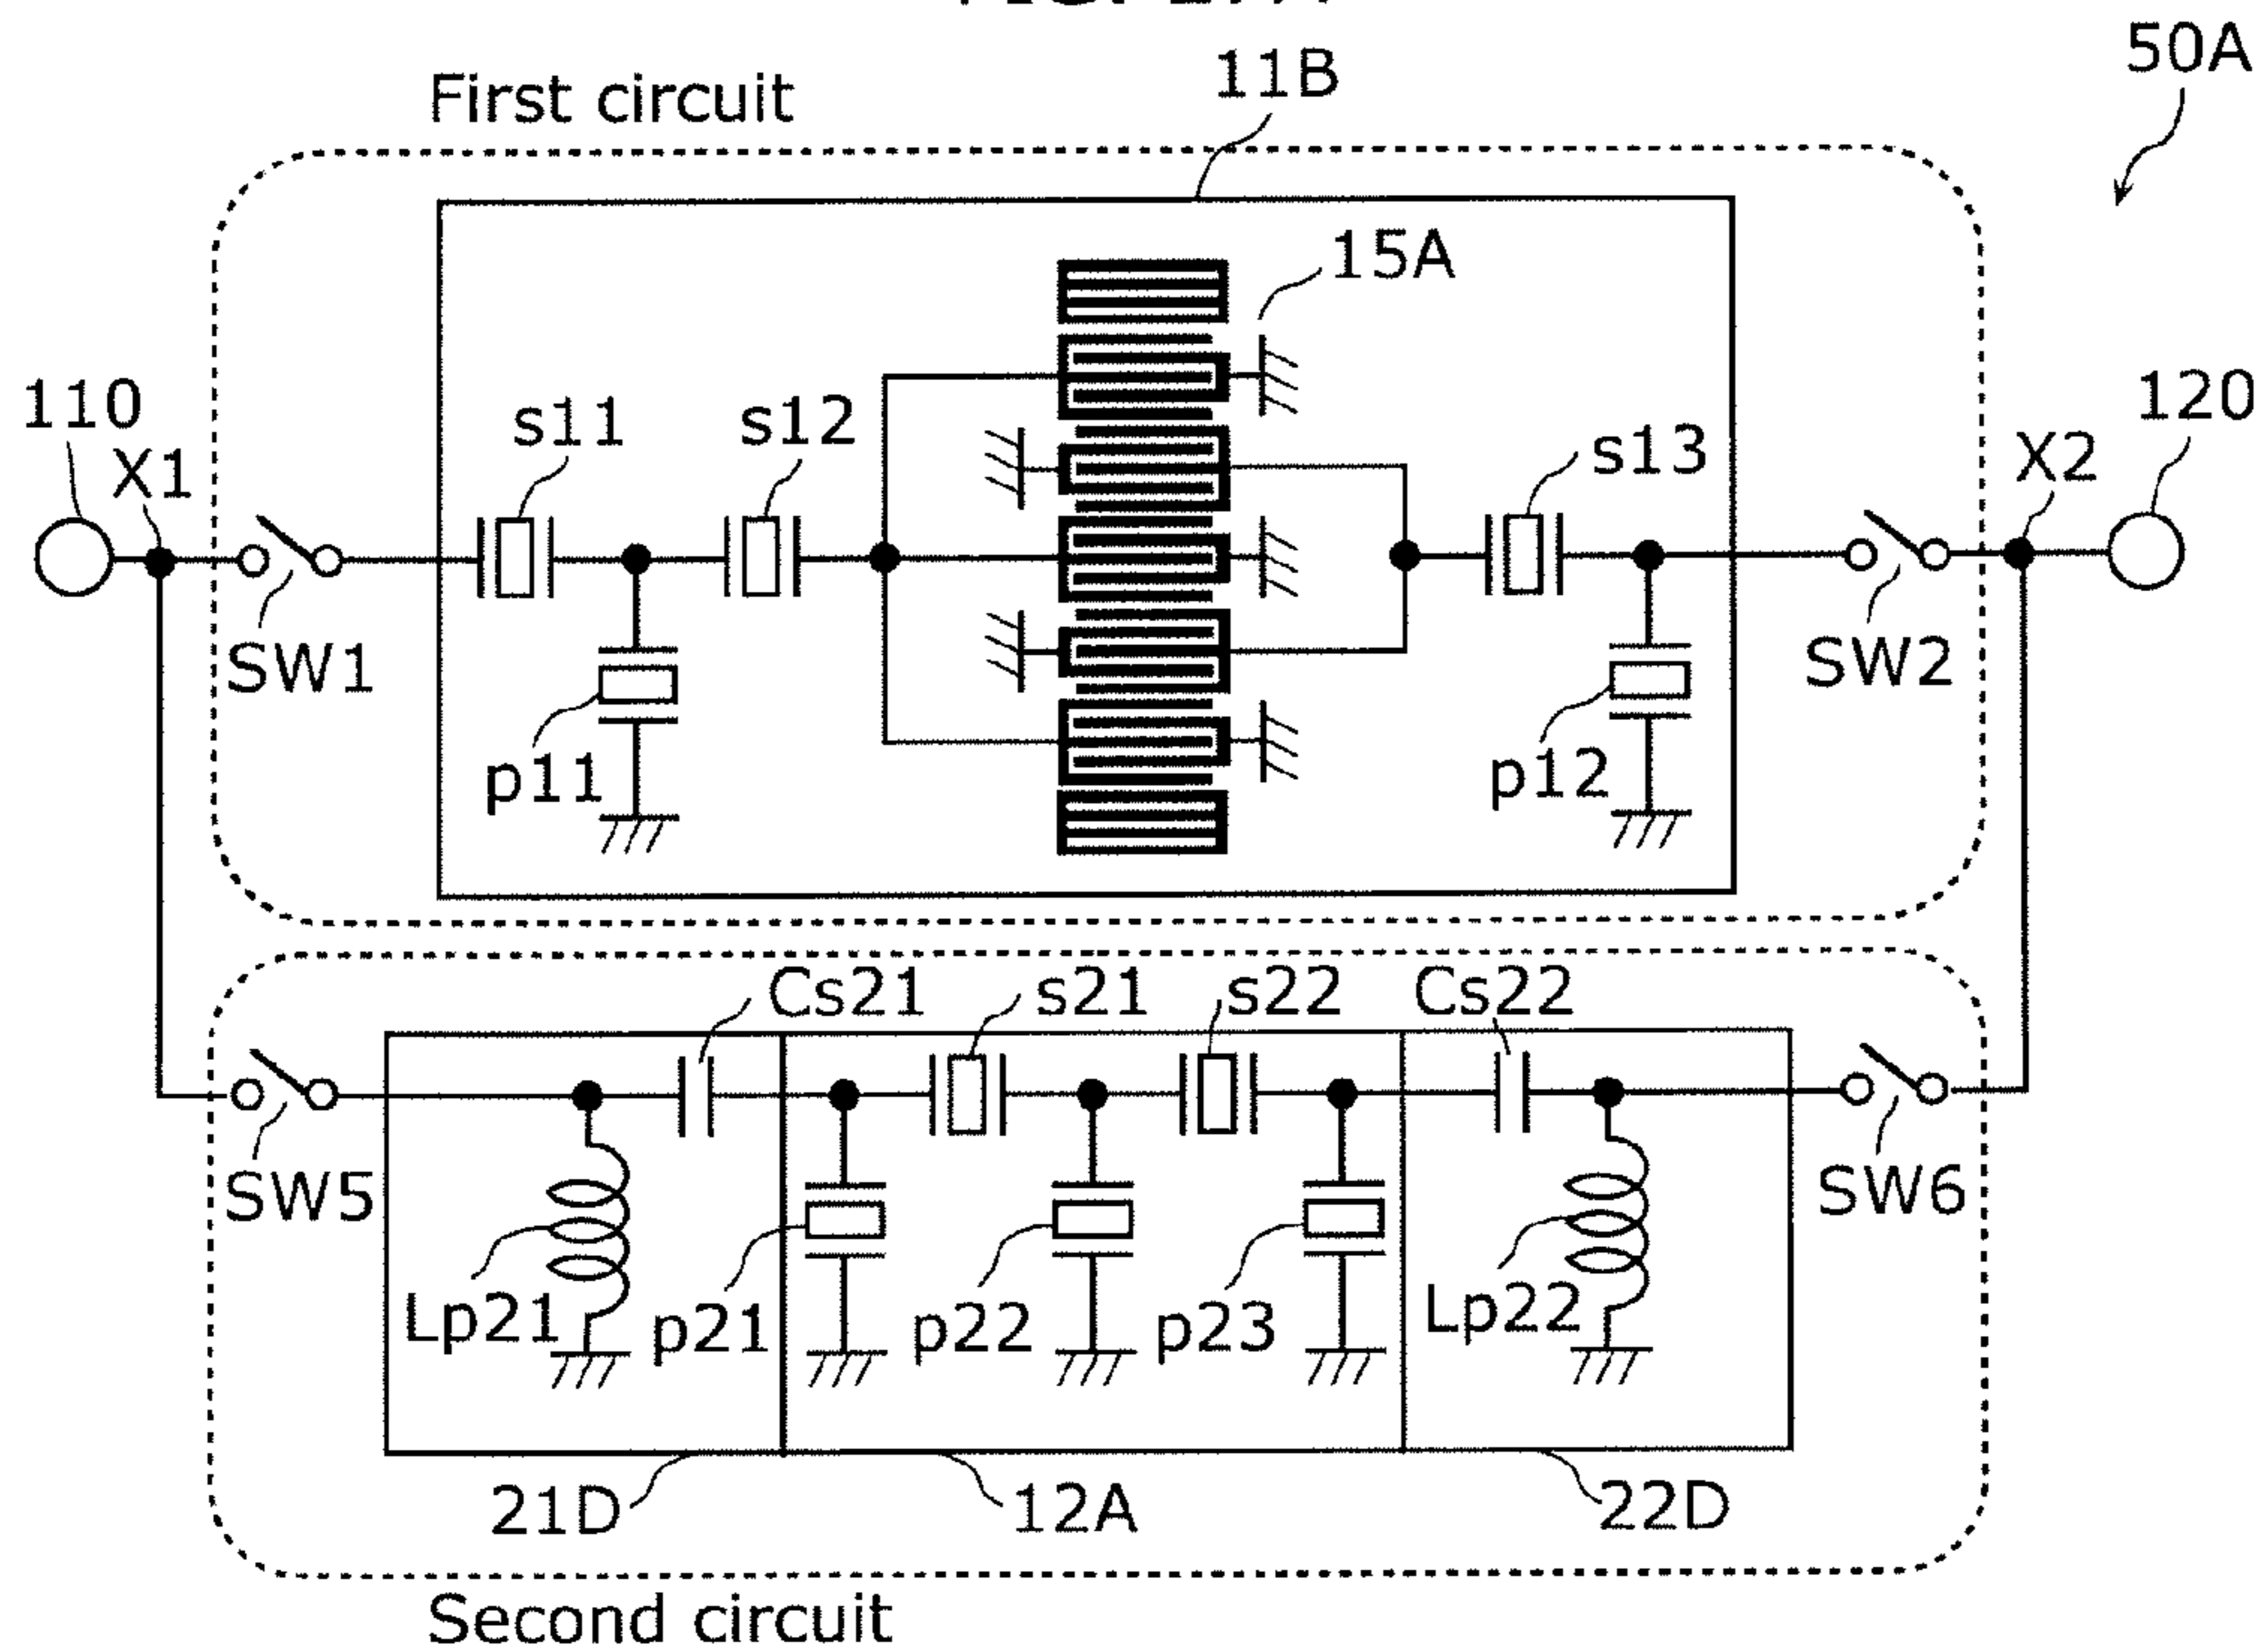 50A
11B
First circuit
15A
110
120
s11
s12
s13
X1
X2
SW1
SW2
p11
p12
Cs21
s21
s22
Cs22
SW5
SW6
Lp21
p21
p22
p23
Lp22
21D
12A
22D
Second circuit